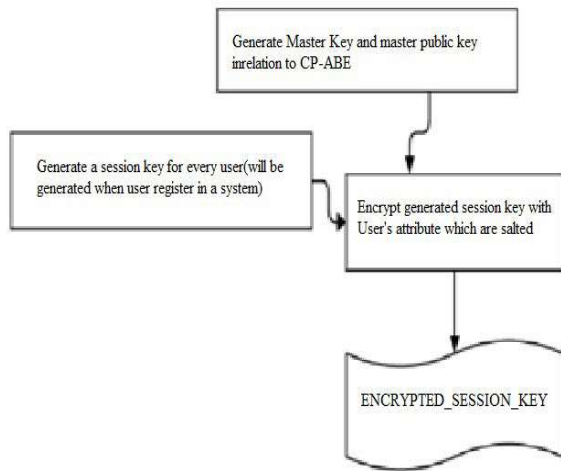 Generate Master Key and master public key
inrelation to CP-ABE
Generate a session key for every user(will be
generated when user register in a system)
Encrypt generated session key with
User's attribute which are salted
ENCRYPTED_SESSION_KEY